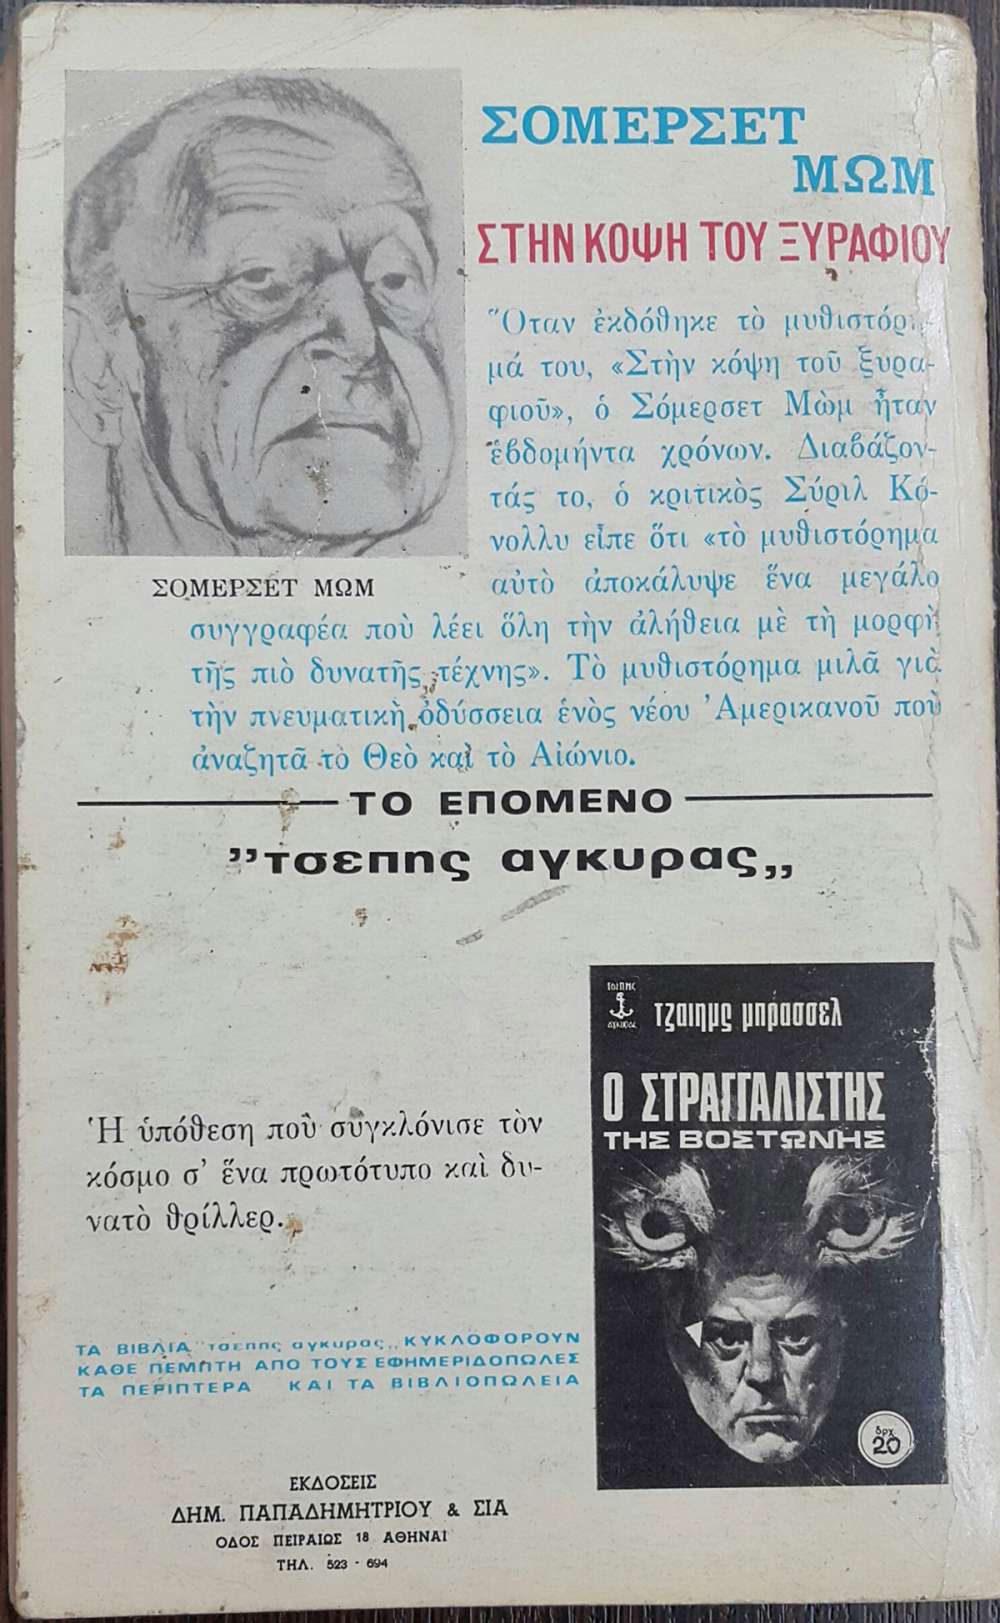 ΣΟΜΕΡΣΕΤ
ΜΩΜ
ΣΤΗΝ ΚΟΨΗ ΤΟΥ ΞΥΡΑΦΙΟΥ
Ὅταν ἐκδόθηκε τὸ μυθιστόρη-
μά του, «Στὴν κόψη τοῦ ξυρα-
φιοῦ», ὁ Σόμερσετ Μὼμ ἦταν
ἑβδομήντα χρόνων. Διαβάζον-
τάς το, ὁ κριτικὸς Σύριλ Κό-
νολλυ εἶπε ὅτι «τὸ μυθιστόρημα
αὐτὸ ἀποκάλυψε ἕνα μεγάλο
συγγραφέα ποὺ λέει ὅλη τὴν ἀλήθεια μὲ τὴ μορφὴ
τῆς πιὸ δυνατῆς τέχνης». Τὸ μυθιστόρημα μιλᾶ γιὰ
τὴν πνευματικὴ ὀδύσσεια ἑνὸς νέου Ἀμερικανοῦ ποὺ
ἀναζητᾶ τὸ Θεὸ καὶ τὸ Αἰώνιο.
ΣΟΜΕΡΣΕΤ ΜΩΜ
ΤΟ ΕΠΟΜΕΝΟ
”τσεπης αγκυρας„
τσεπης
αγκυρας
τζαιημς μπρασσελ
Ο ΣΤΡΑΓΓΑΛΙΣΤΗΣ
ΤΗΣ ΒΟΣΤΩΝΗΣ
δρχ.
20
Ἡ ὑπόθεση ποὺ συγκλόνισε τὸν
κόσμο σ' ἕνα πρωτότυπο καὶ δυ-
νατὸ θρίλλερ.
ΤΑ ΒΙΒΛΙΑ ”τσεπης αγκυρας„ ΚΥΚΛΟΦΟΡΟΥΝ
ΚΑΘΕ ΠΕΜΠΤΗ ΑΠΟ ΤΟΥΣ ΕΦΗΜΕΡΙΔΟΠΩΛΕΣ
ΤΑ ΠΕΡΙΠΤΕΡΑ ΚΑΙ ΤΑ ΒΙΒΛΙΟΠΩΛΕΙΑ
ΕΚΔΟΣΕΙΣ
ΔΗΜ. ΠΑΠΑΔΗΜΗΤΡΙΟΥ & ΣΙΑ
ΟΔΟΣ ΠΕΙΡΑΙΩΣ 18 ΑΘΗΝΑΙ
ΤΗΛ. 523 - 694